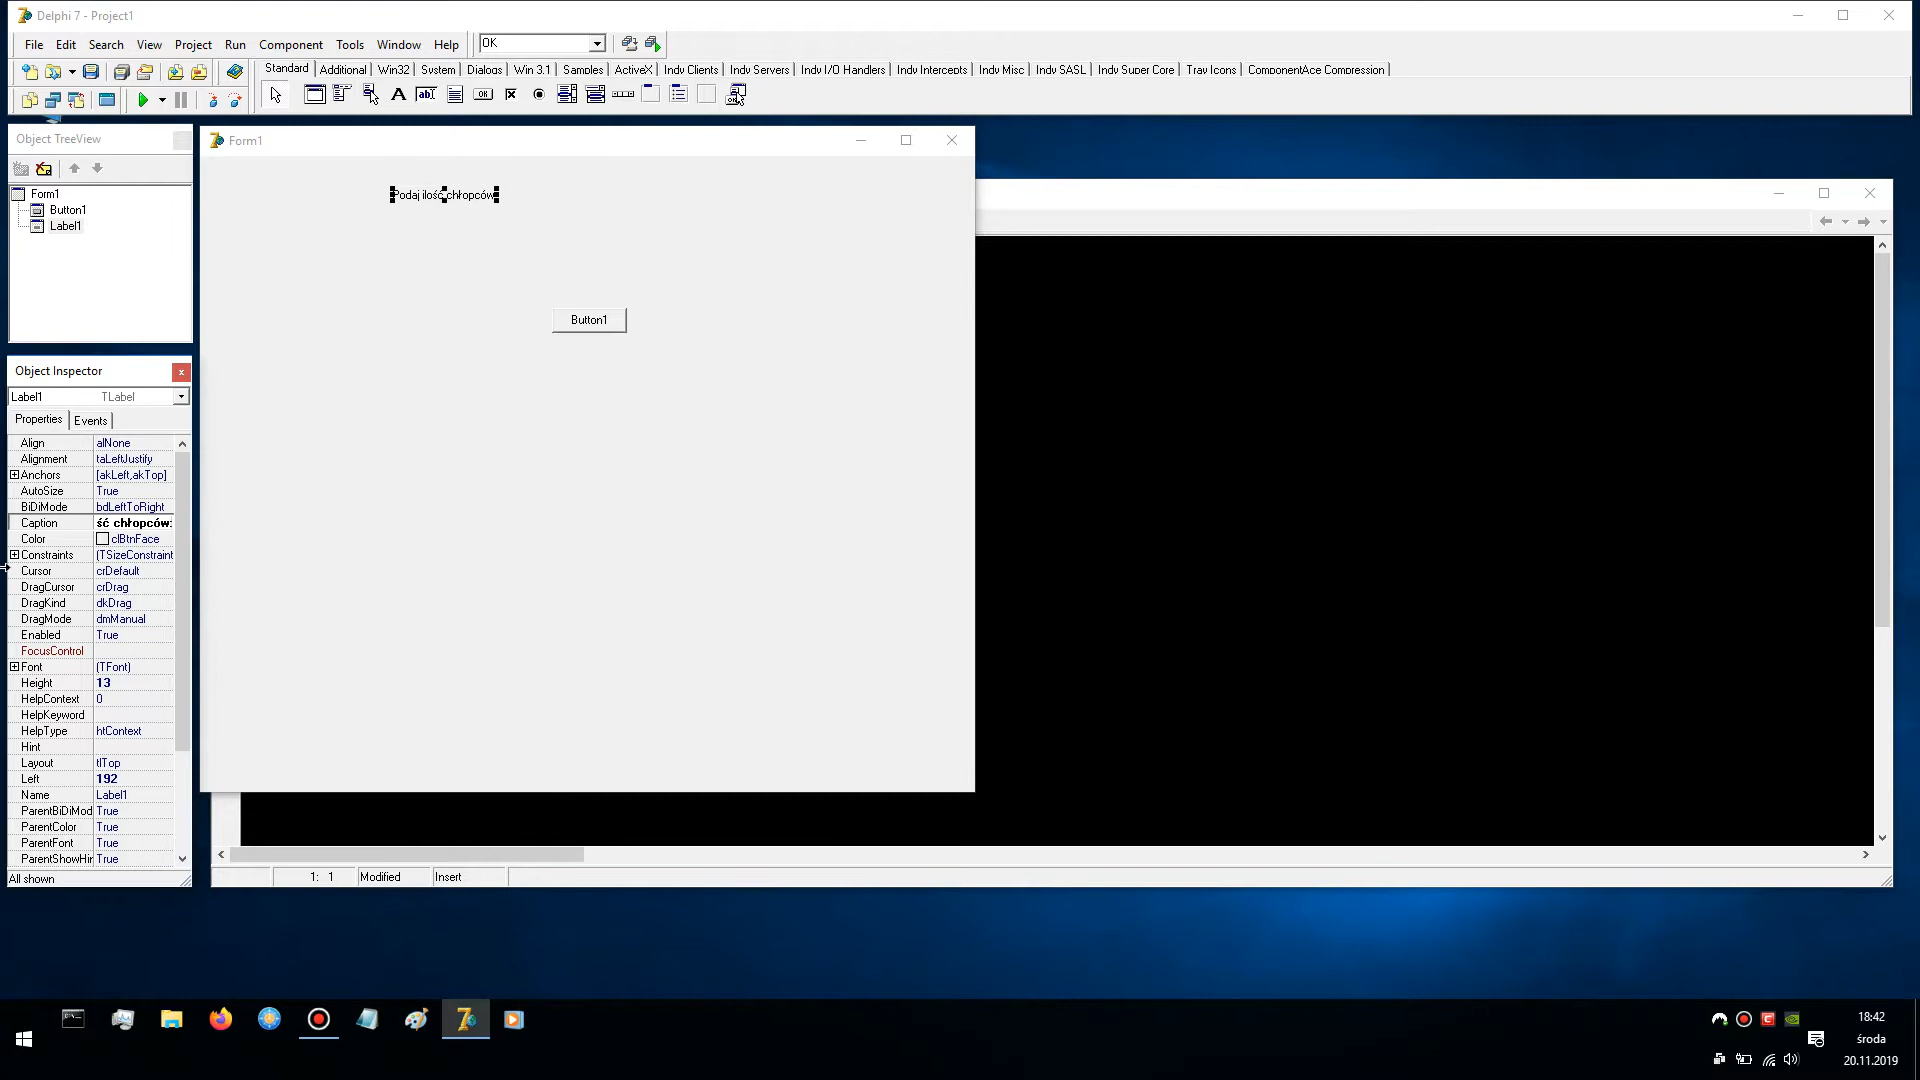 Delphi 7 - Project1
File Edit Search View Project Run Component Tools Window Help OK
Standard Additional Win32 System Dialogs Win 3.1 Samples ActiveX Indy Clients Indy Servers Indy I/O Handlers Indy Intercepts Indy Misc Indy SASL Indy Super Core Tray Icons ComponentAce Compression
Object TreeView
Form1
Button1
Label1
Form1
Podaj ilość chłopców
Button1
Object Inspector
Label1 TLabel
Properties Events
Align alNone
Alignment taLeftJustify
Anchors [akLeft,akTop]
AutoSize True
BiDiMode bdLeftToRight
Caption ść chłopców:
Color clBtnFace
Constraints (TSizeConstraint
Cursor crDefault
DragCursor crDrag
DragKind dkDrag
DragMode dmManual
Enabled True
FocusControl
Font (TFont)
Height 13
HelpContext 0
HelpKeyword
HelpType htContext
Hint
Layout tlTop
Left 192
Name Label1
ParentBiDiMod True
ParentColor True
ParentFont True
ParentShowHin True
All shown
1: 1 Modified Insert
18:42
środa
20.11.2019